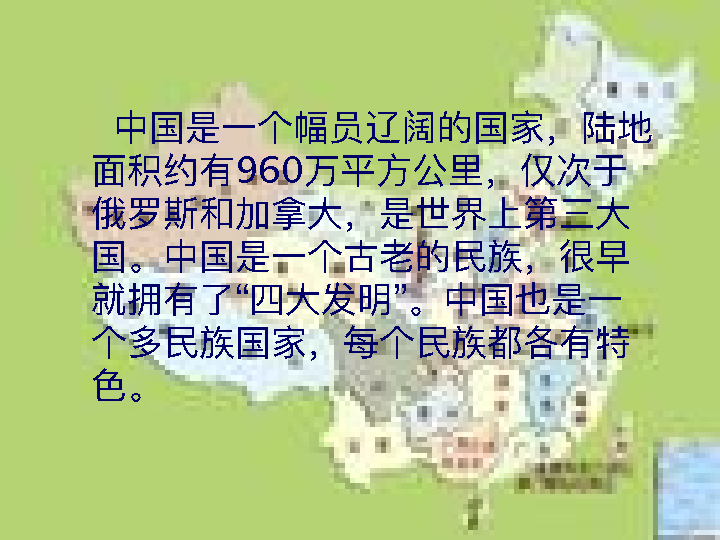 中国是一个幅员辽阔的国家，陆地
面积约有960万平方公里，仅次于
俄罗斯和加拿大，是世界上第三大
国。中国是一个古老的民族，很早
就拥有了“四大发明”。中国也是一
个多民族国家，每个民族都各有特
色。